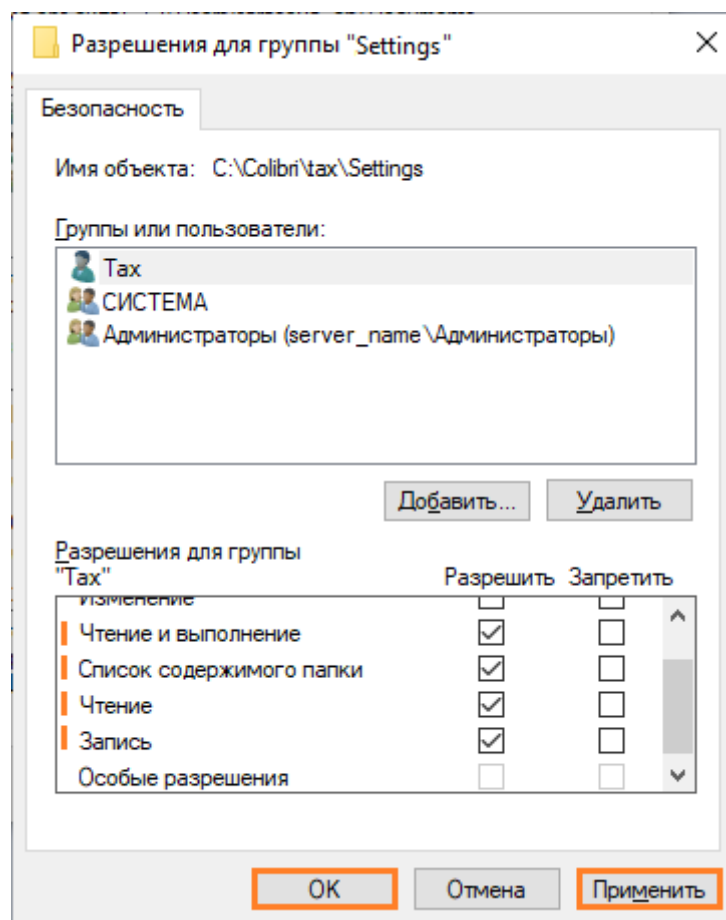 Разрешения для группы "Settings"
Безопасность
Имя объекта: C:\Colibri\tax\Settings
Группы или пользователи:
Tax
СИСТЕМА
Администраторы (server_name\Администраторы)
Добавить... Удалить
Разрешения для группы
"Tax" Разрешить Запретить
Изменение
Чтение и выполнение
Список содержимого папки
Чтение
Запись
Особые разрешения
OK Отмена Применить